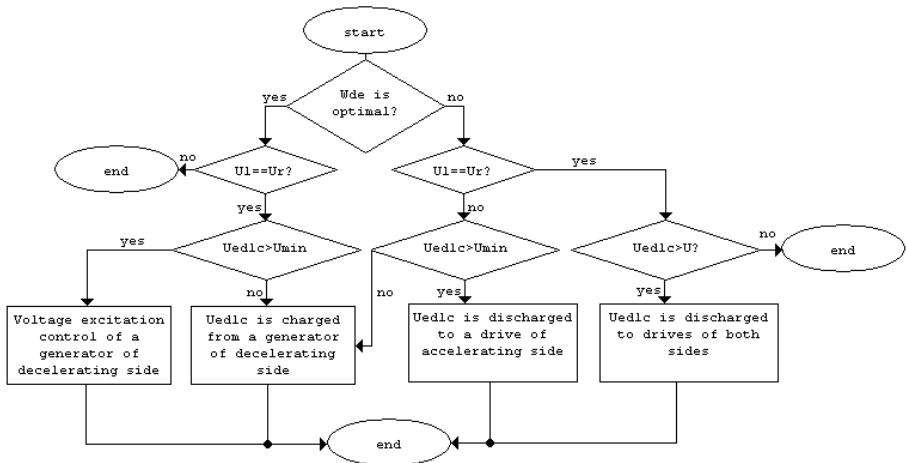 start
Wde is
optimal?
yes
no
end
no
Ul==Ur?
Ul==Ur?
yes
yes
no
yes
Uedlc>Umin
Uedlc>Umin
Uedlc>U?
no
end
no
no
yes
yes
Voltage excitation
control of a
generator of
decelerating side
Uedlc is charged
from a generator
of decelerating
side
Uedlc is discharged
to a drive of
accelerating side
Uedlc is discharged
to drives of both
sides
end